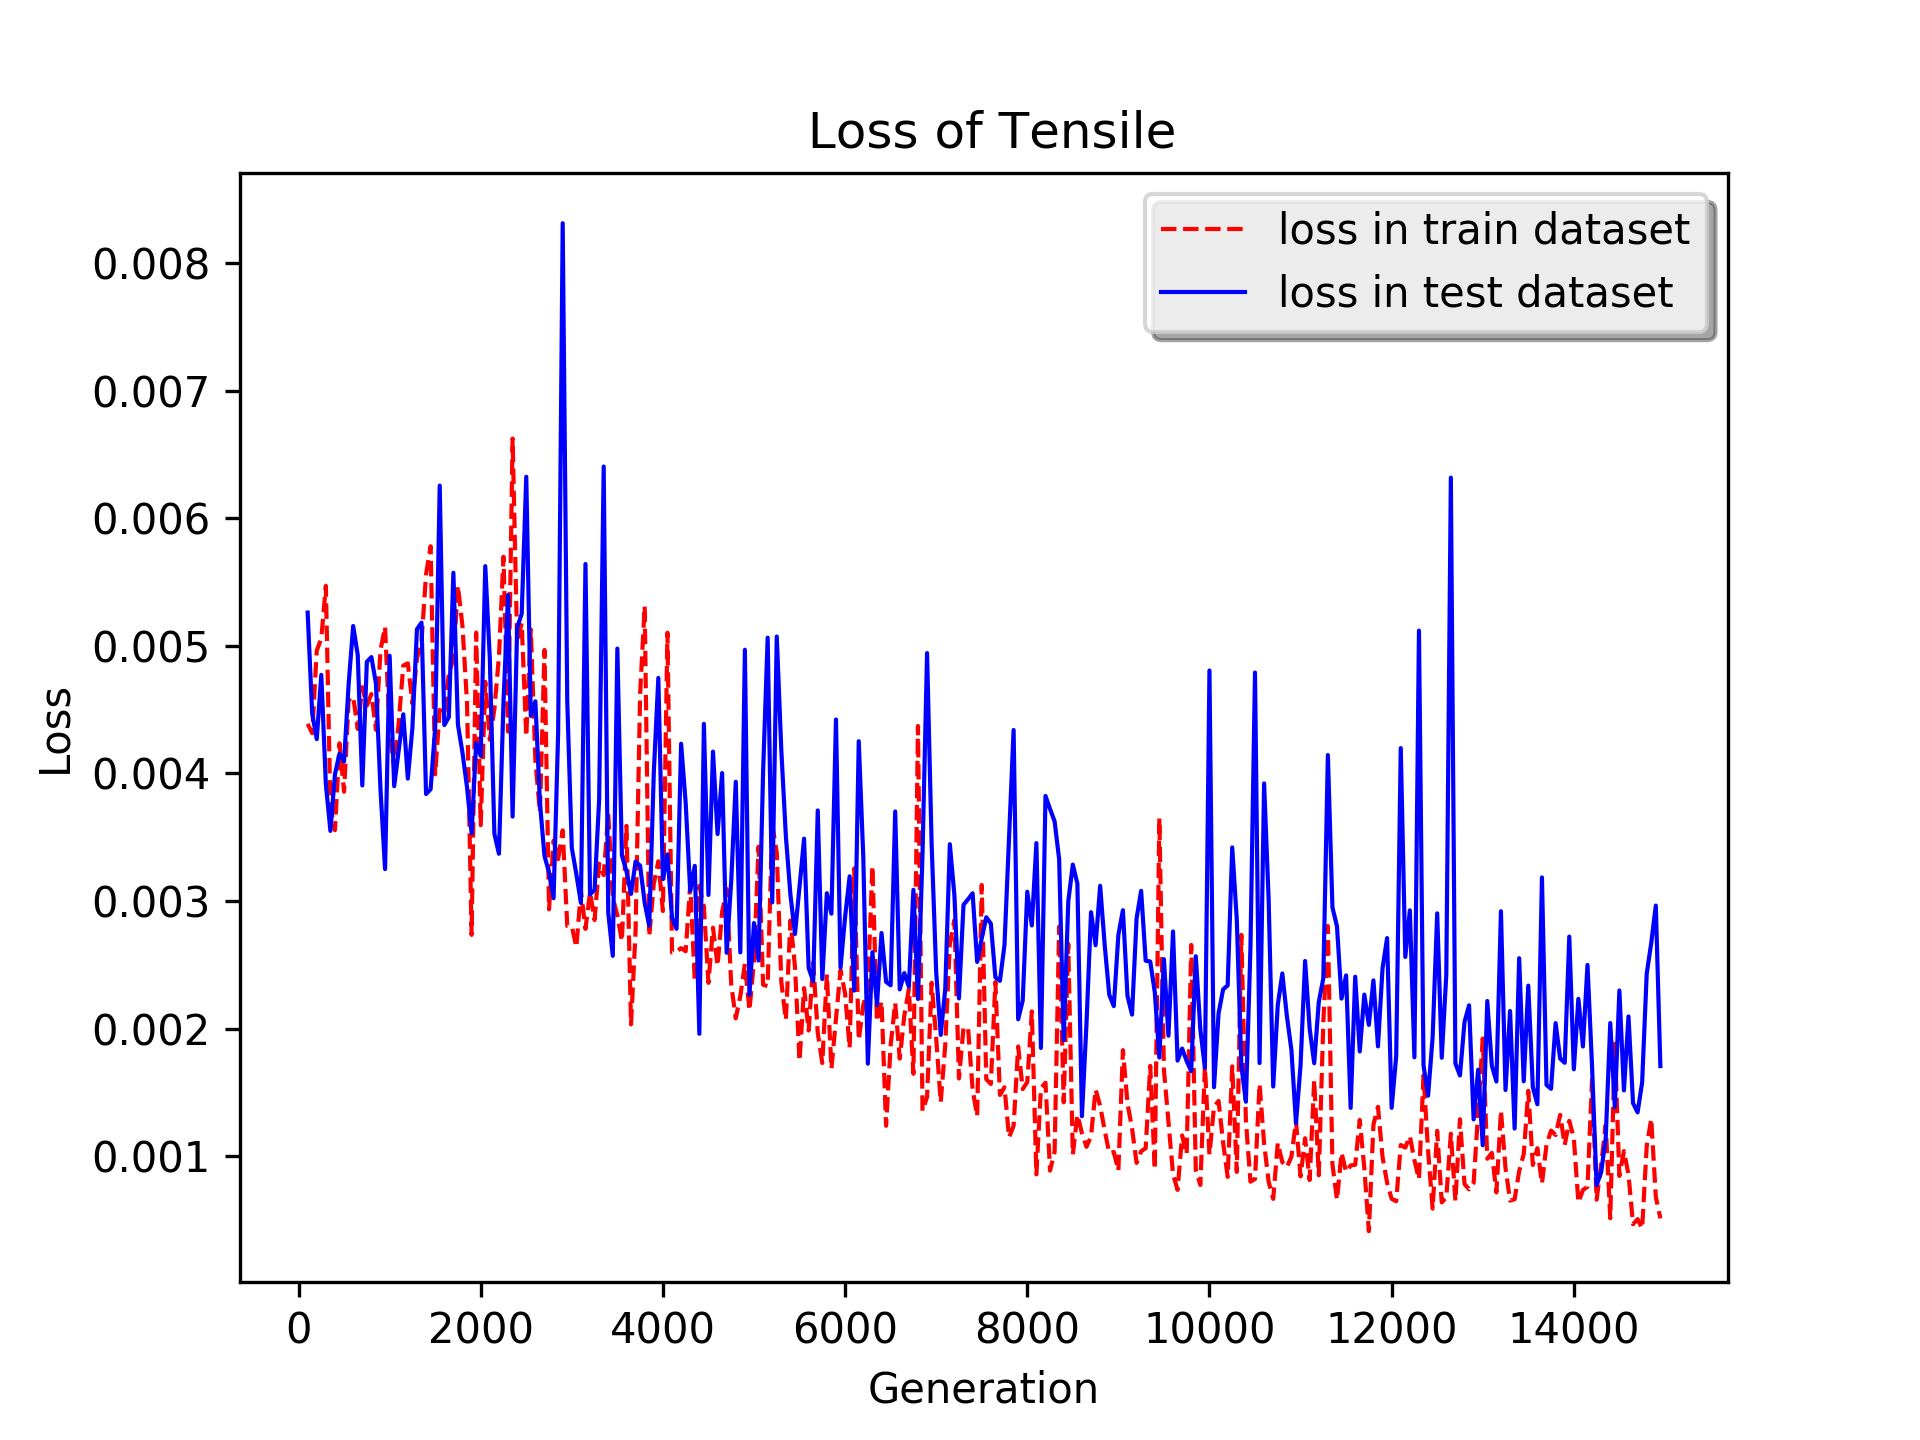 Loss of Tensile
loss in train dataset
loss in test dataset
0.008
0.007
0.006
0.005
0.004
0.003
0.002
0.001
Loss
0 2000 4000 6000 8000 10000 12000 14000
Generation